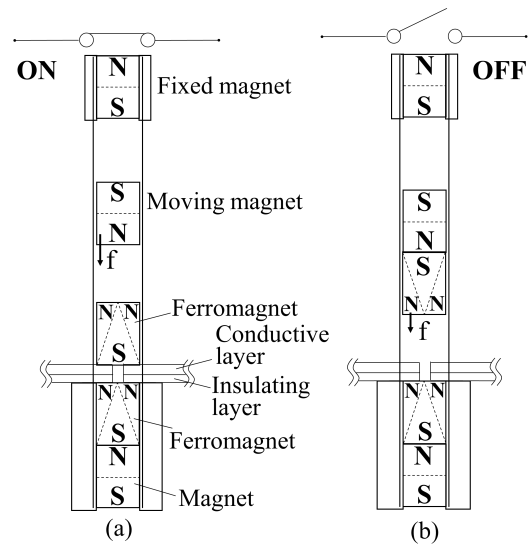 ON
N
S
Fixed magnet
S
N
Moving magnet
f
N N
S
Ferromagnet
Conductive
layer
Insulating
layer
N N
S
Ferromagnet
N
S
Magnet
(a)
OFF
N
S
S
N
S
N N
f
N N
S
N
S
(b)